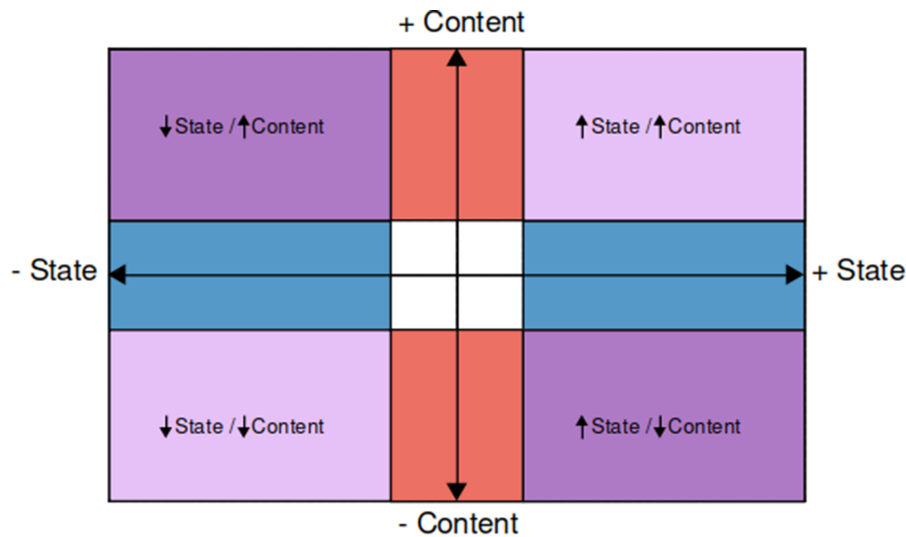 + Content
↓State /↑Content
↑State /↑Content
- State
+ State
↓State /↓Content
↑State /↓Content
- Content